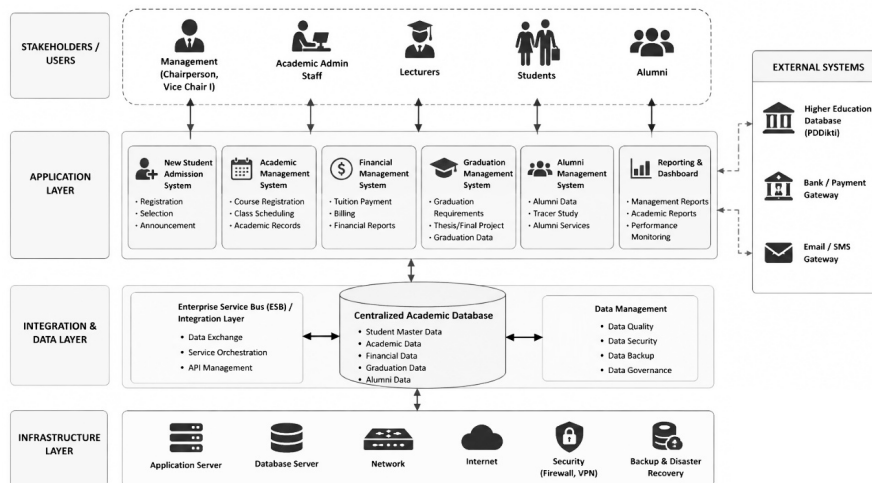 STAKEHOLDERS /
USERS
Management
(Chairperson,
Vice Chair I)
Academic Admin
Staff
Lecturers
Students
Alumni
EXTERNAL SYSTEMS
Higher Education
Database
(PDDikti)
Bank / Payment
Gateway
Email / SMS
Gateway
APPLICATION
LAYER
New Student
Admission
System
• Registration
• Selection
• Announcement
Academic
Management
System
• Course Registration
• Class Scheduling
• Academic Records
$
Financial
Management
System
• Tuition Payment
• Billing
• Financial Reports
Graduation
Management
System
• Graduation
Requirements
• Thesis/Final Project
• Graduation Data
Alumni
Management
System
• Alumni Data
• Tracer Study
• Alumni Services
Reporting &
Dashboard
• Management Reports
• Academic Reports
• Performance
Monitoring
INTEGRATION &
DATA LAYER
Enterprise Service Bus (ESB) /
Integration Layer
• Data Exchange
• Service Orchestration
• API Management
Centralized Academic Database
• Student Master Data
• Academic Data
• Financial Data
• Graduation Data
• Alumni Data
Data Management
• Data Quality
• Data Security
• Data Backup
• Data Governance
INFRASTRUCTURE
LAYER
Application Server
Database Server
Network
Internet
Security
(Firewall, VPN)
Backup & Disaster
Recovery